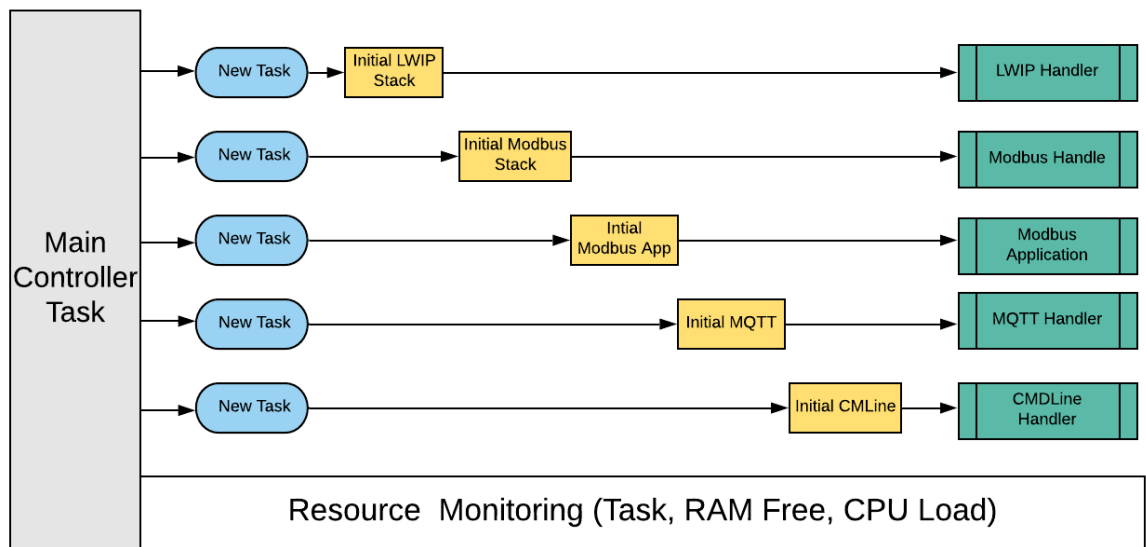 Main
Controller
Task
New Task
Initial LWIP
Stack
LWIP Handler
New Task
Initial Modbus
Stack
Modbus Handle
New Task
Intial
Modbus App
Modbus
Application
New Task
Initial MQTT
MQTT Handler
New Task
Initial CMLine
CMDLine
Handler
Resource Monitoring (Task, RAM Free, CPU Load)